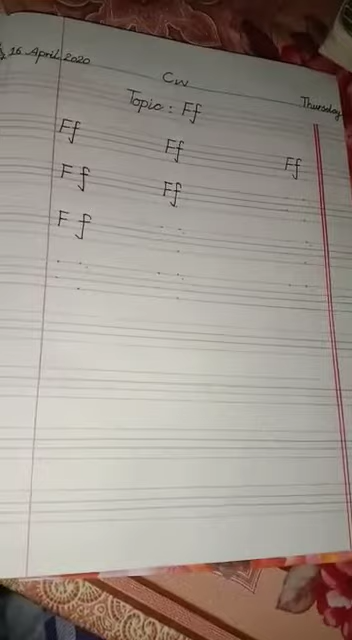 16 April 2020
Cw
Thursday
Topic : Ff
Ff Ff Ff
F f Ff
F f